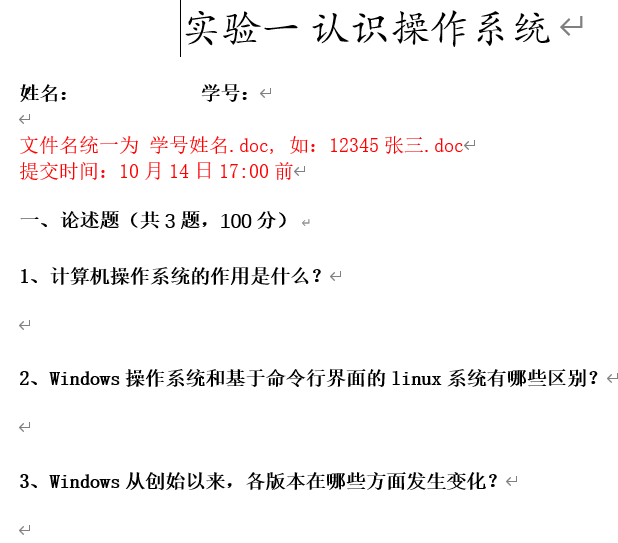 实验一 认识操作系统
姓名： 学号：
文件名统一为 学号姓名.doc, 如：12345 张三.doc
提交时间：10 月 14 日 17:00 前
一、论述题（共 3 题，100 分）
1、计算机操作系统的作用是什么？
2、Windows 操作系统和基于命令行界面的 linux 系统有哪些区别？
3、Windows 从创始以来，各版本在哪些方面发生变化？